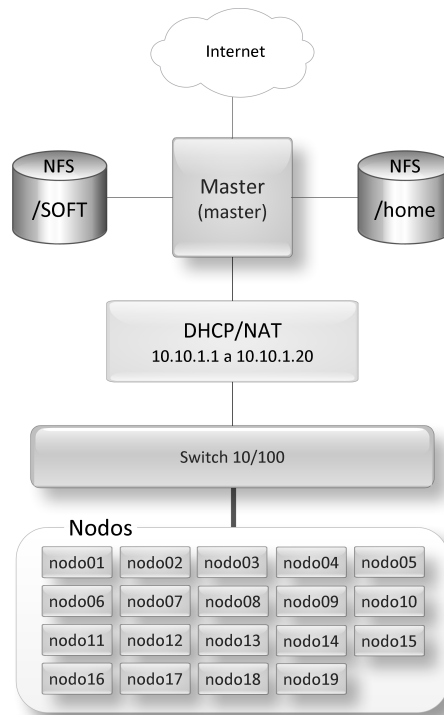 Internet
NFS
/SOFT
Master
(master)
NFS
/home
DHCP/NAT
10.10.1.1 a 10.10.1.20
Switch 10/100
Nodos
nodo01 nodo02 nodo03 nodo04 nodo05
nodo06 nodo07 nodo08 nodo09 nodo10
nodo11 nodo12 nodo13 nodo14 nodo15
nodo16 nodo17 nodo18 nodo19